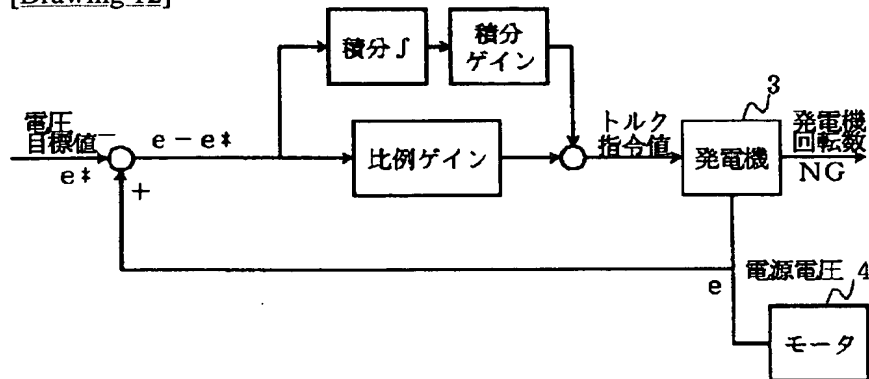 [Drawing 12]
積分∫
積分
ゲイン
電圧
目標値
−
e‡
+
e − e‡
比例ゲイン
トルク
指令値
3
発電機
発電機
回転数
NG
電源電圧
e
4
モータ